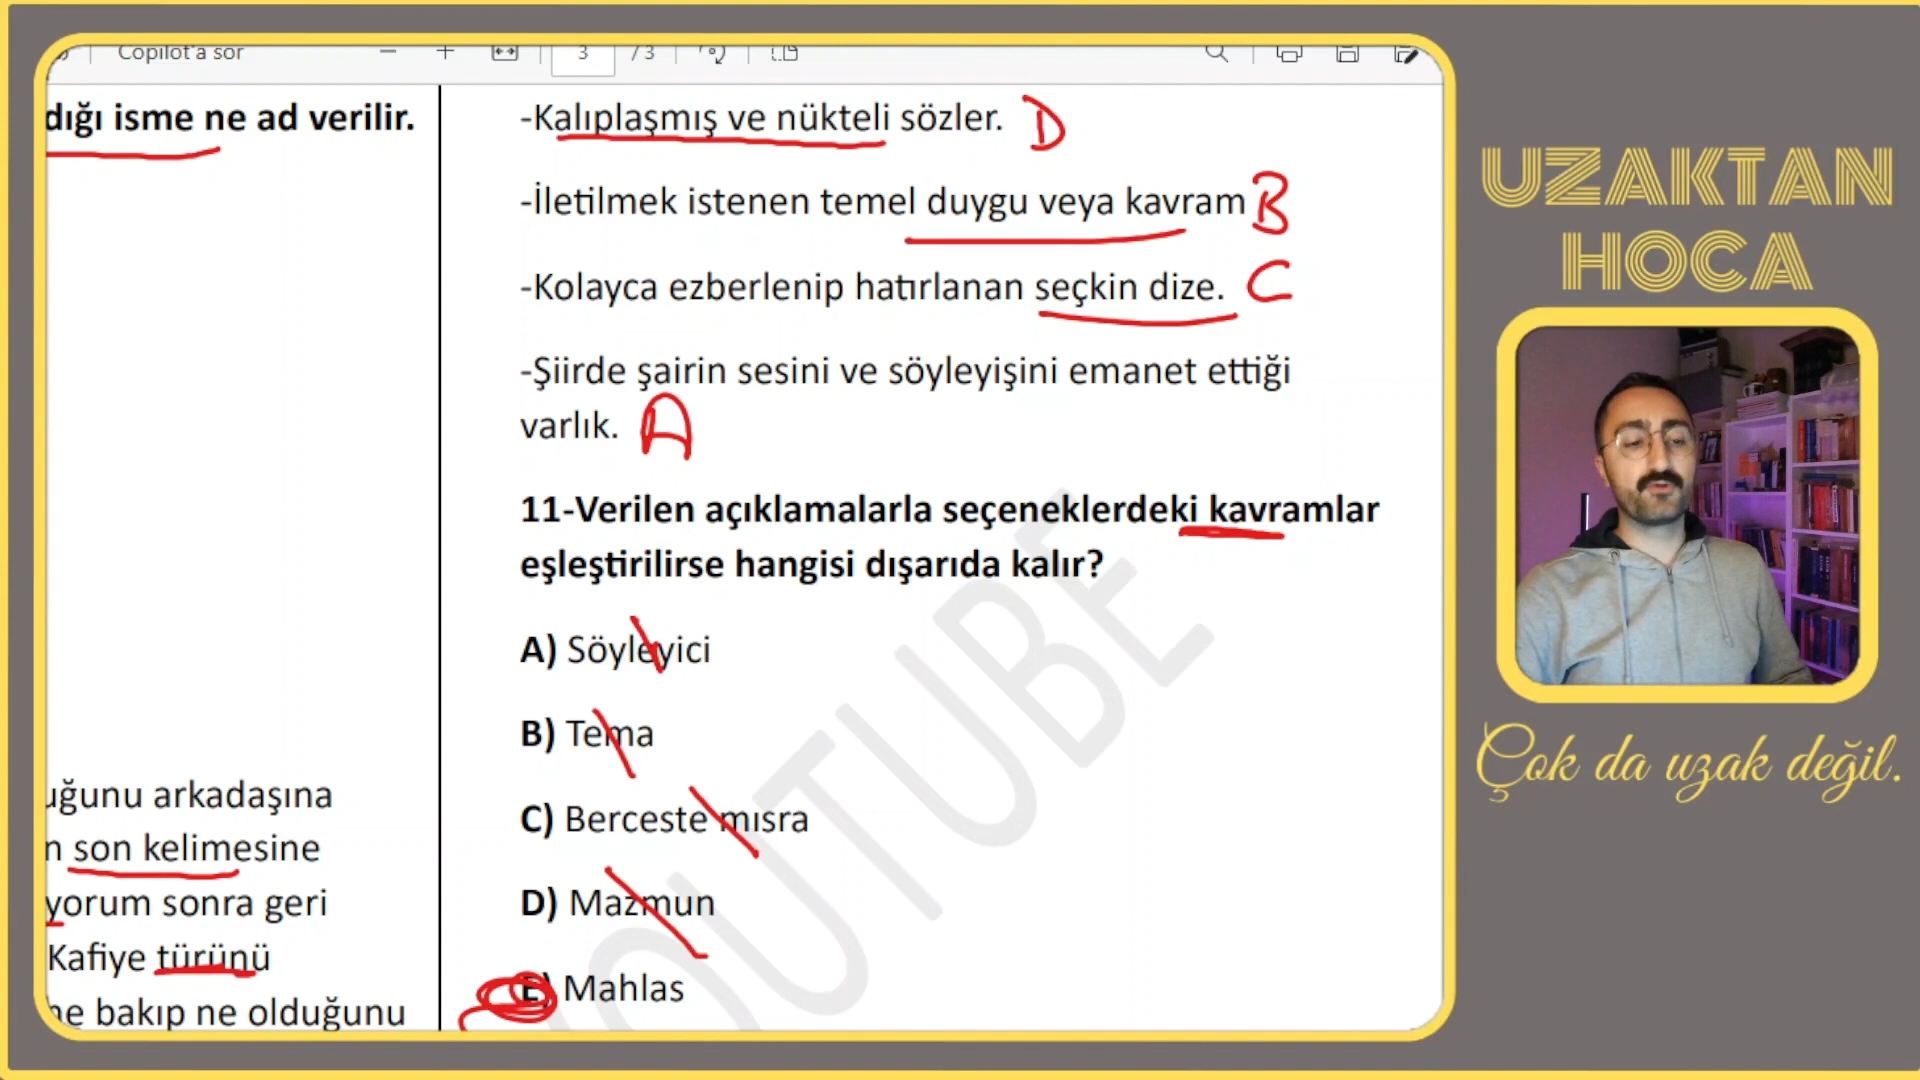 Copilot'a sor
3 / 3
dığı isme ne ad verilir.
uğunu arkadaşına
n son kelimesine
yorum sonra geri
Kafiye türünü
ne bakıp ne olduğunu
-Kalıplaşmış ve nükteli sözler. D
-İletilmek istenen temel duygu veya kavram B
-Kolayca ezberlenip hatırlanan seçkin dize. C
-Şiirde şairin sesini ve söyleyişini emanet ettiği
varlık. A
11-Verilen açıklamalarla seçeneklerdeki kavramlar
eşleştirilirse hangisi dışarıda kalır?
A) Söyleyici
B) Tema
C) Berceste mısra
D) Mazmun
E) Mahlas
YOUTUBE
UZAKTAN
HOCA
Çok da uzak değil.